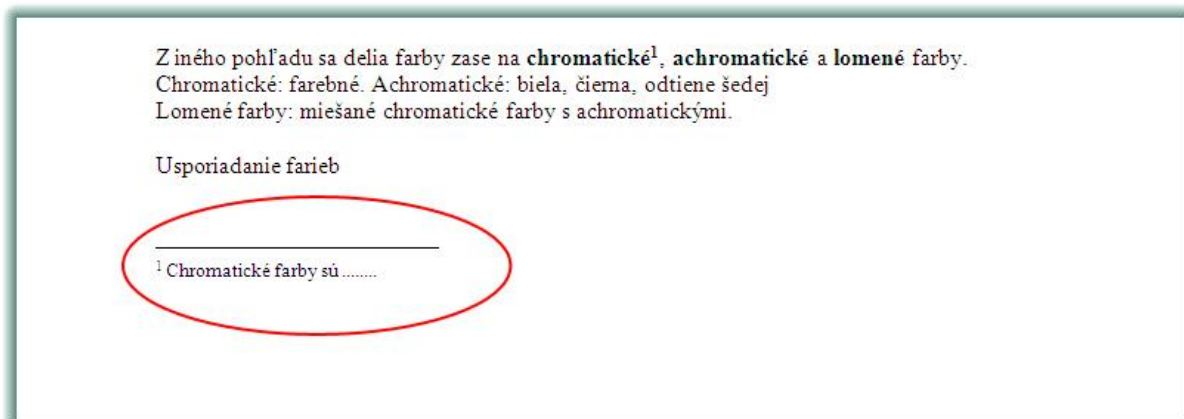 Z iného pohľadu sa delia farby zase na chromatické¹, achromatické a lomené farby.
Chromatické: farebné. Achromatické: biela, čierna, odtiene šedej
Lomené farby: miešané chromatické farby s achromatickými.
Usporiadanie farieb
¹ Chromatické farby sú ........